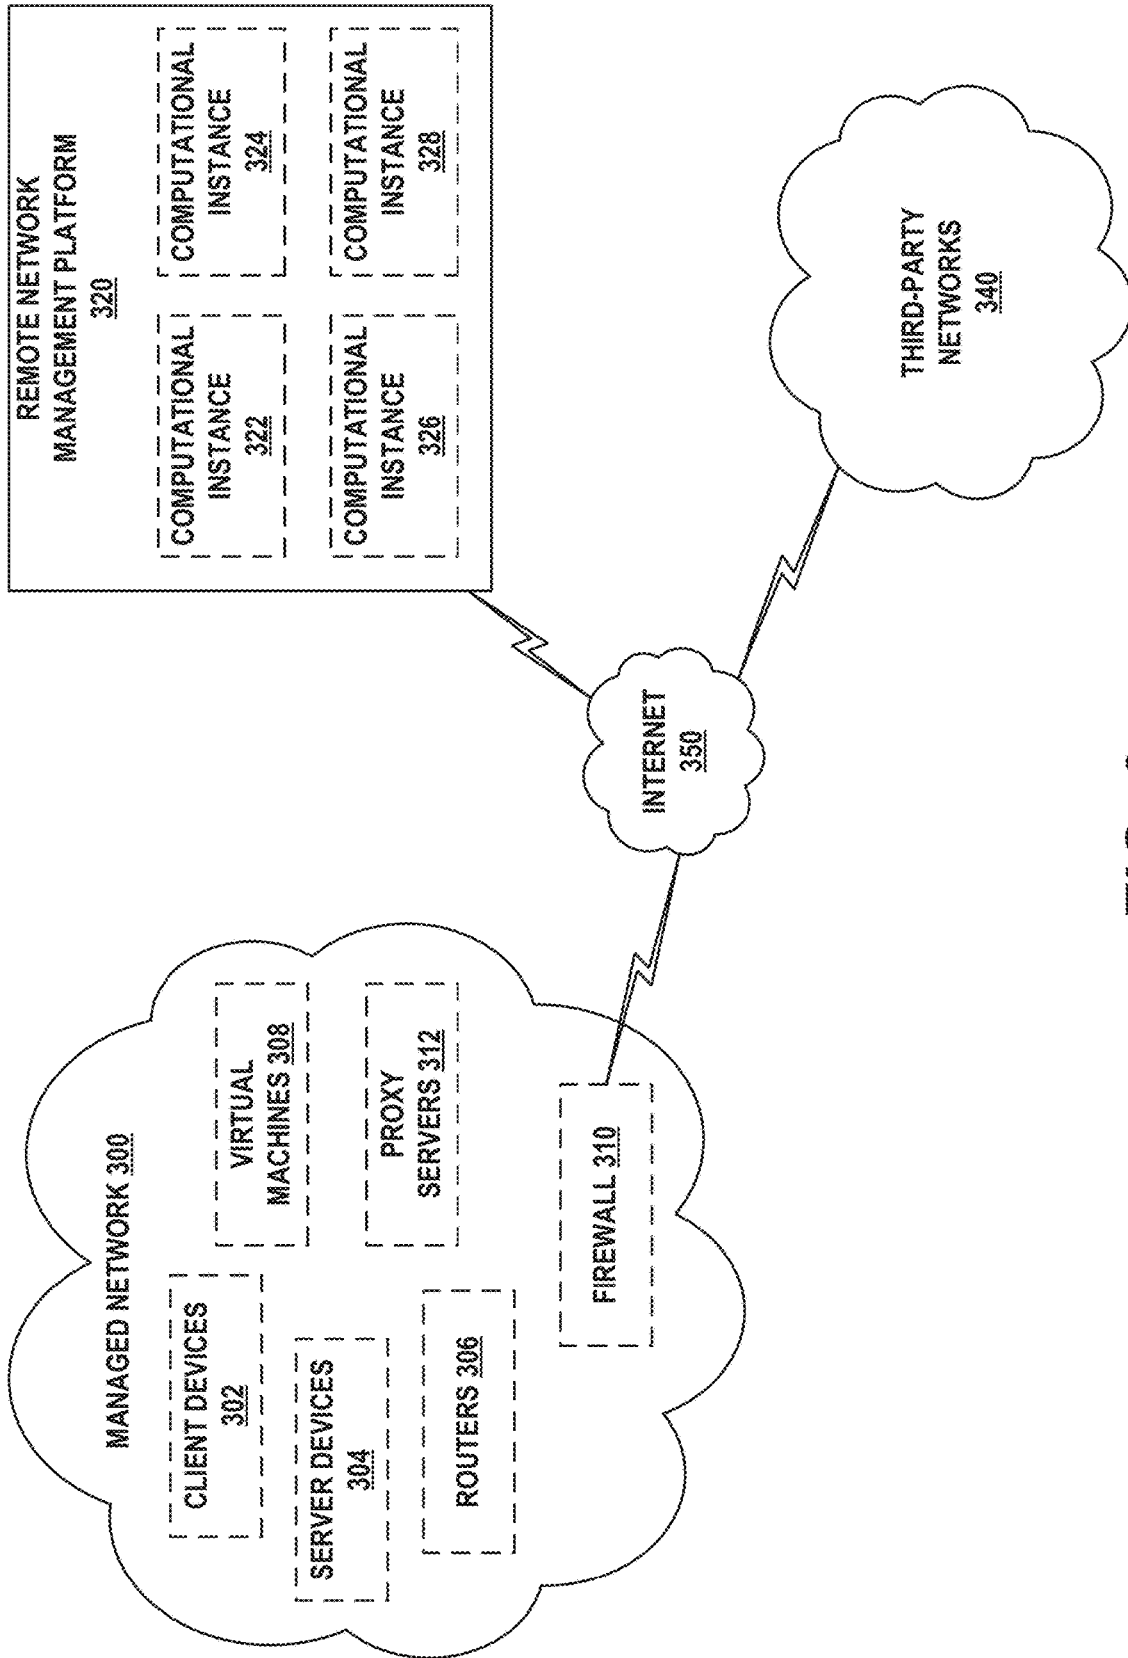 MANAGED NETWORK 300
CLIENT DEVICES
302
SERVER DEVICES
304
ROUTERS 306
VIRTUAL
MACHINES 308
PROXY
SERVERS 312
FIREWALL 310
INTERNET
350
REMOTE NETWORK
MANAGEMENT PLATFORM
320
COMPUTATIONAL
INSTANCE
322
COMPUTATIONAL
INSTANCE
324
COMPUTATIONAL
INSTANCE
326
COMPUTATIONAL
INSTANCE
328
THIRD-PARTY
NETWORKS
340